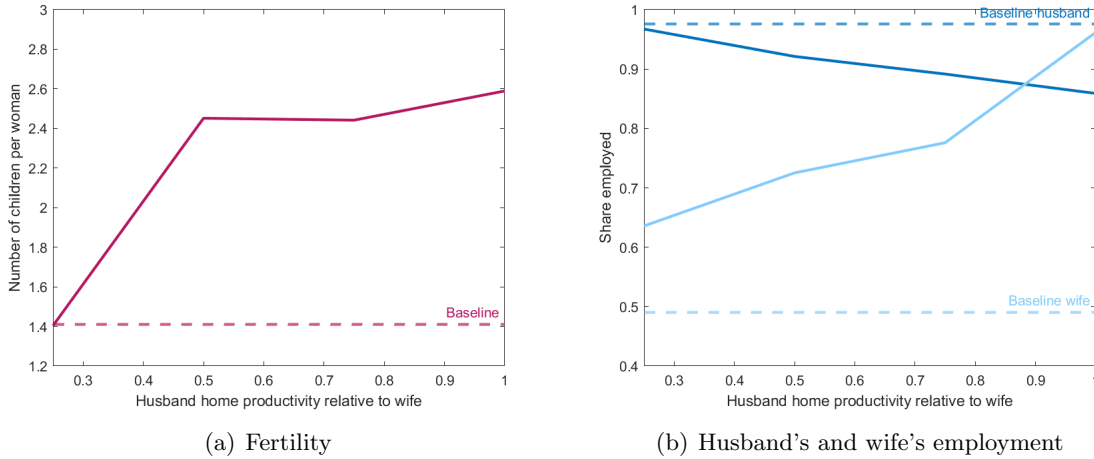 3
2.8
2.6
2.4
2.2
2
1.8
1.6
1.4
1.2
Number of children per woman
Baseline
0.3 0.4 0.5 0.6 0.7 0.8 0.9 1
Husband home productivity relative to wife
(a) Fertility
1
0.9
0.8
0.7
0.6
0.5
0.4
Share employed
Baseline husband
Baseline wife
0.3 0.4 0.5 0.6 0.7 0.8 0.9 1
Husband home productivity relative to wife
(b) Husband's and wife's employment